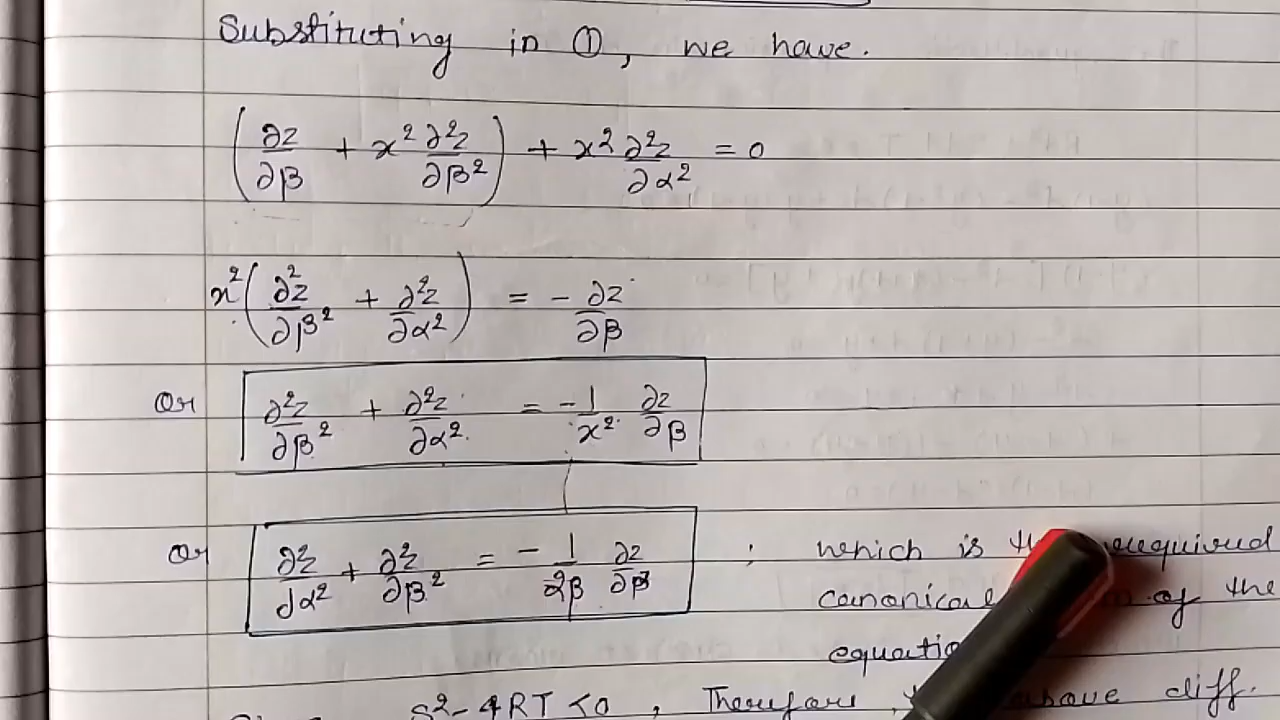 Substituting in ①, we have.
(∂z/∂β + x² ∂²z/∂β²) + x² ∂²z/∂α² = 0
x² (∂²z/∂β² + ∂²z/∂α²) = - ∂z/∂β
Or ∂²z/∂β² + ∂²z/∂α² = -1/x² ∂z/∂β
Or ∂²z/∂α² + ∂²z/∂β² = - 1/2β ∂z/∂β ; which is required
canonical of the
equation
S²-4RT <0, Therefore, above diff.